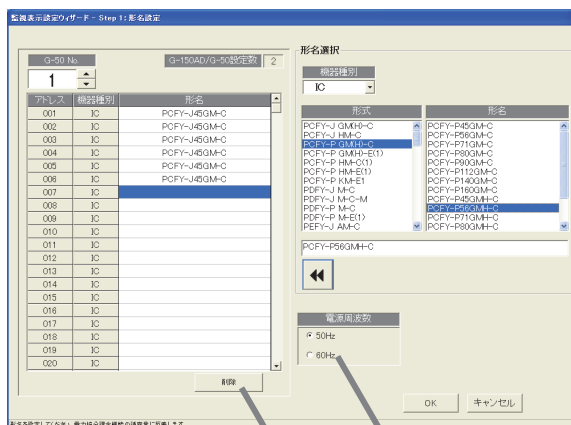 監視表示設定ウィザード - Step 1: 形名設定
G-50 No
G-150AD/G-50設定数 2
1
アドレス 機器種別 形名
001 IC PCFY-J45GM-C
002 IC PCFY-J45GM-C
003 IC PCFY-J45GM-C
004 IC PCFY-J45GM-C
005 IC PCFY-J45GM-C
006 IC PCFY-J45GM-C
007 IC
008 IC
009 IC
010 IC
011 IC
012 IC
013 IC
014 IC
015 IC
016 IC
017 IC
018 IC
019 IC
020 IC
削除
形名選択
機器種別
IC
形式
PCFY-J GM(H)-C
PCFY-J HM-C
PCFY-P GM(H)-C
PCFY-P GM(H)-E(1)
PCFY-P HM-C(1)
PCFY-P HM-E(1)
PCFY-P KM-E1
PDFY-J M-C
PDFY-J M-C-M
PDFY-P M-C
PDFY-P M-E(1)
PEFY-J AM-C
形名
PCFY-P45GM-C
PCFY-P56GM-C
PCFY-P71GM-C
PCFY-P80GM-C
PCFY-P90GM-C
PCFY-P112GM-C
PCFY-P140GM-C
PCFY-P160GM-C
PCFY-P45GMH-C
PCFY-P56GMH-C
PCFY-P71GMH-C
PCFY-P80GMH-C
PCFY-P56GMH-C
電源周波数
50Hz
60Hz
OK キャンセル